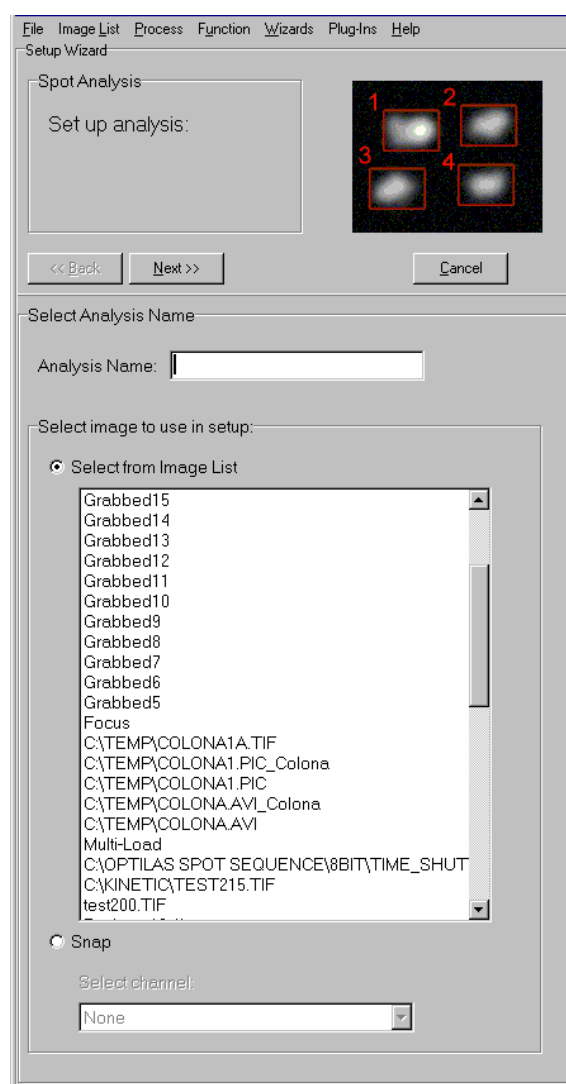 File Image List Process Function Wizards Plug-Ins Help
Setup Wizard
Spot Analysis
Set up analysis:
1
2
3
4
<< Back
Next >>
Cancel
Select Analysis Name
Analysis Name:
Select image to use in setup:
Select from Image List
Grabbed15
Grabbed14
Grabbed13
Grabbed12
Grabbed11
Grabbed10
Grabbed9
Grabbed8
Grabbed7
Grabbed6
Grabbed5
Focus
C:\TEMP\COLONA1A.TIF
C:\TEMP\COLONA1.PIC_Colona
C:\TEMP\COLONA1.PIC
C:\TEMP\COLONA.AVI_Colona
C:\TEMP\COLONA.AVI
Multi-Load
C:\OPTILAS SPOT SEQUENCE\8BIT\TIME_SHUT
C:\KINETIC\TEST215.TIF
test200.TIF
Snap
Select channel:
None